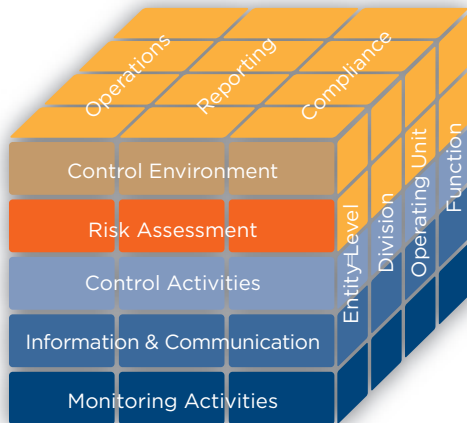 Operations
Reporting
Compliance
Control Environment
Risk Assessment
Control Activities
Information & Communication
Monitoring Activities
Entity-Level
Division
Operating Unit
Function